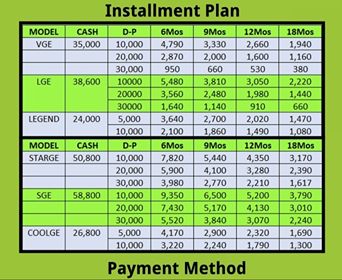 Installment Plan
MODEL CASH D-P 6Mos 9Mos 12Mos 18Mos
VGE 35,000 10,000 4,790 3,330 2,660 1,940
20,000 2,870 2,000 1,600 1,160
30,000 950 660 530 380
LGE 38,600 10000 5,480 3,810 3,050 2,220
20000 3,560 2,480 1,980 1,440
30000 1,640 1,140 910 660
LEGEND 24,000 5,000 3,640 2,700 2,020 1,470
10,000 2,100 1,860 1,490 1,080
MODEL CASH D-P 6Mos 9Mos 12Mos 18Mos
STARGE 50,800 10,000 7,820 5,440 4,350 3,170
20,000 5,900 4,100 3,280 2,390
30,000 3,980 2,770 2,210 1,617
SGE 58,800 10,000 9,350 6,500 5,200 3,790
20,000 7,430 5,170 4,130 3,010
30,000 5,520 3,840 3,070 2,240
COOLGE 26,800 5,000 4,170 2,900 2,320 1,690
10,000 3,220 2,240 1,790 1,300
Payment Method